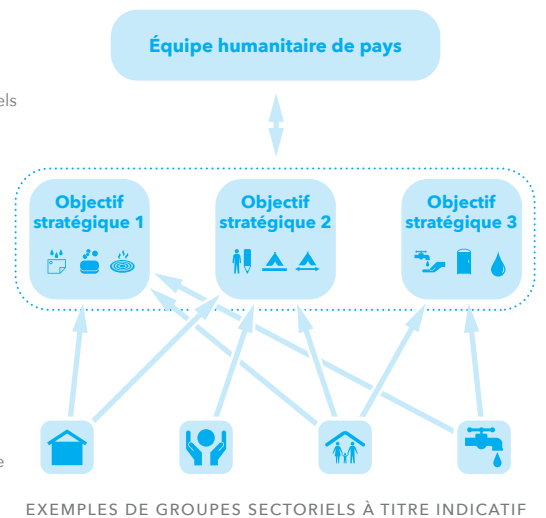 Équipe humanitaire de pays
els
Objectif
stratégique 1
Objectif
stratégique 2
Objectif
stratégique 3
e
EXEMPLES DE GROUPES SECTORIELS À TITRE INDICATIF